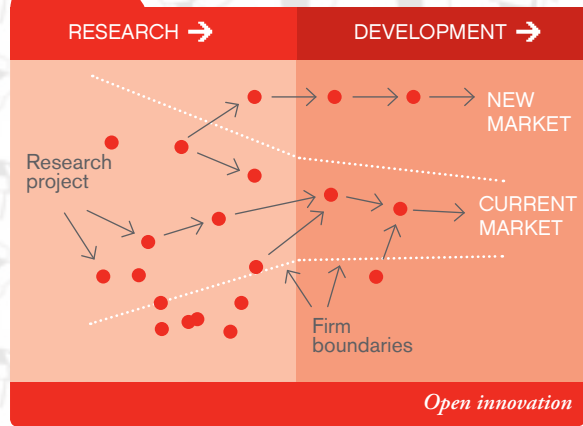 RESEARCH →
DEVELOPMENT →
NEW
MARKET
Research
project
CURRENT
MARKET
Firm
boundaries
Open innovation